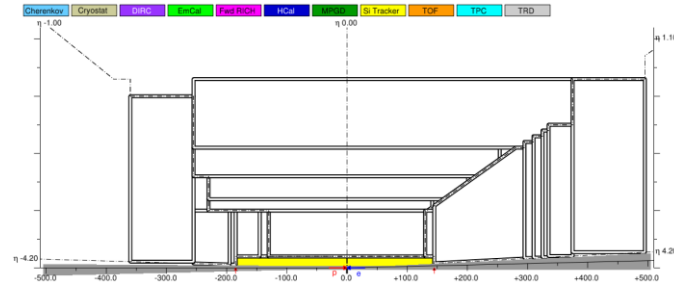 Cherenkov Cryostat DIRC EmCal Fwd RICH HCal MPGD Si Tracker TOF TPC TRD
η -1.00 η 0.00 η 1.10
η -4.20 η 4.20
-500.0 -400.0 -300.0 -200.0 -100.0 0.0 +100.0 +200.0 +300.0 +400.0 +500.0
p e